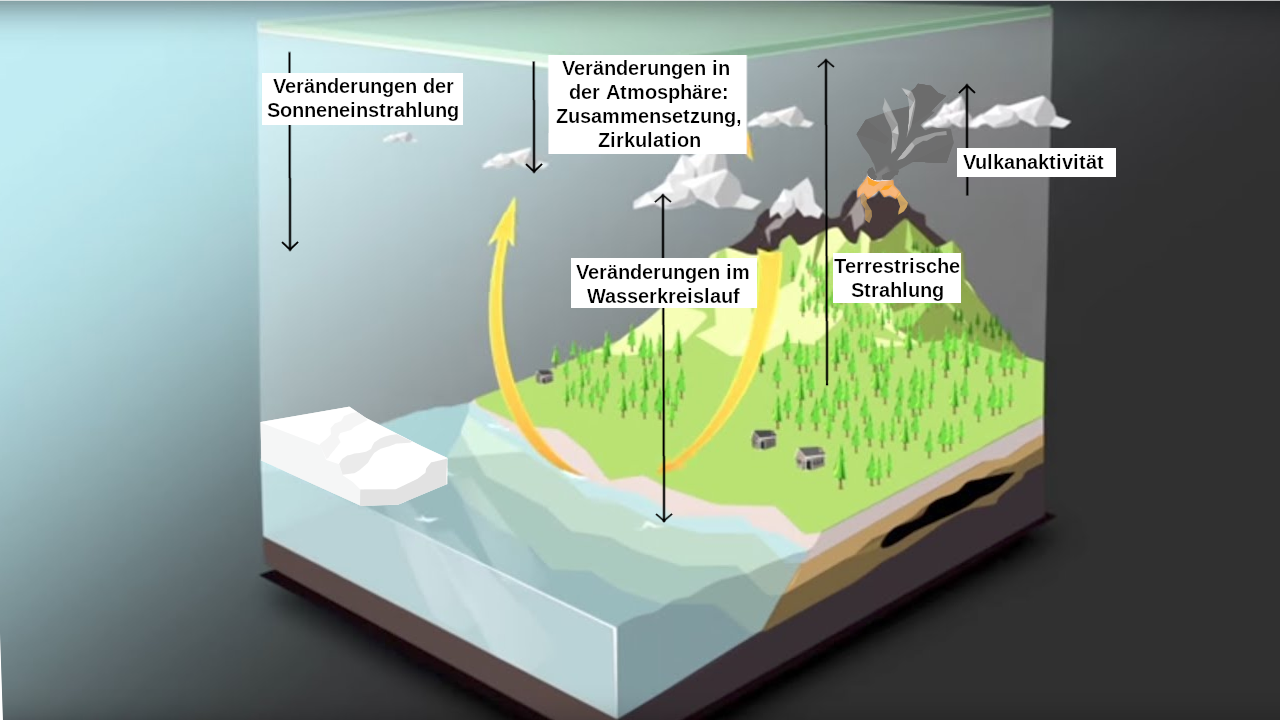 Veränderungen der
Sonneneinstrahlung
Veränderungen in
der Atmosphäre:
Zusammensetzung,
Zirkulation
Vulkanaktivität
Veränderungen im
Wasserkreislauf
Terrestrische
Strahlung